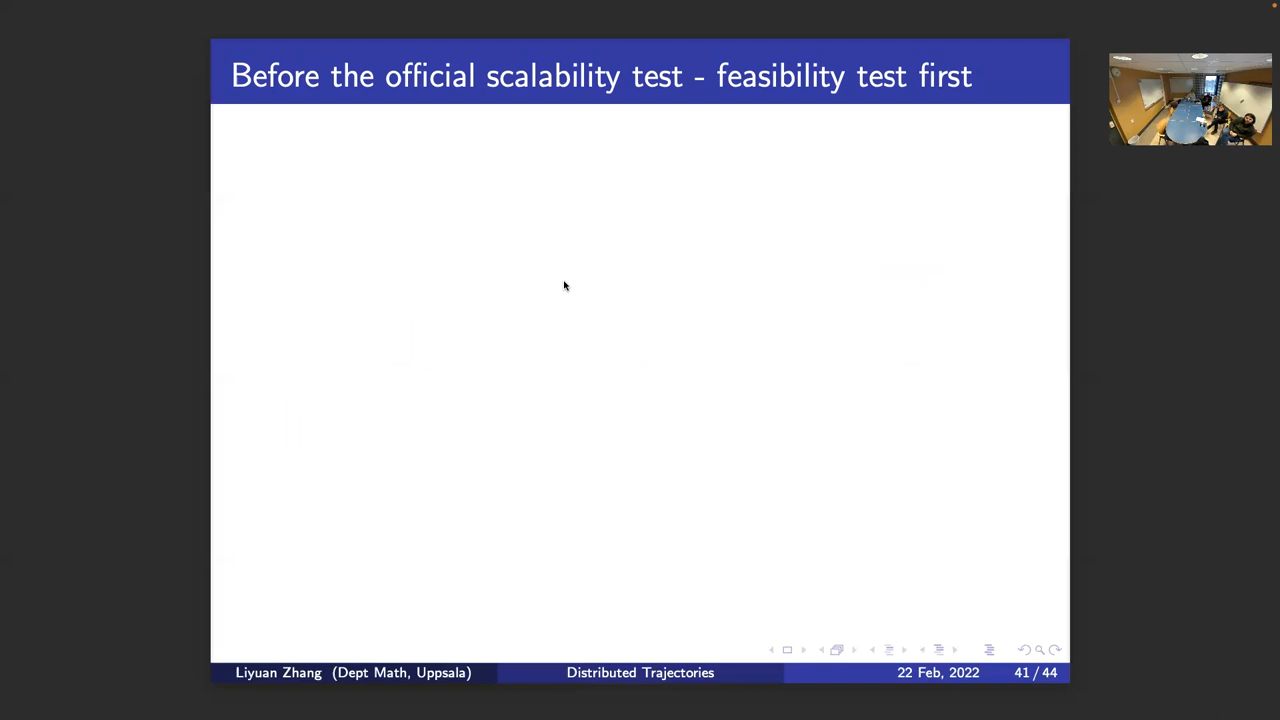 Before the official scalability test - feasibility test first
Liyuan Zhang (Dept Math, Uppsala)
Distributed Trajectories
22 Feb, 2022
41 / 44